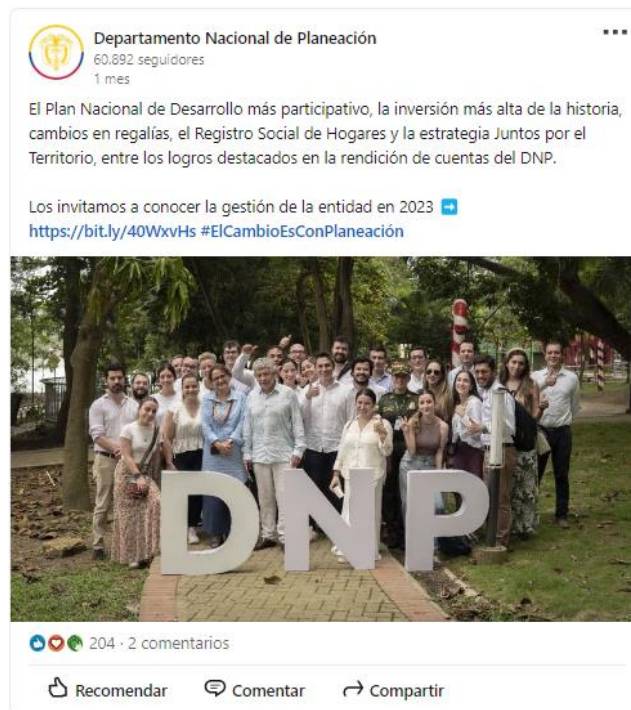 Departamento Nacional de Planeación
60.892 seguidores
1 mes
El Plan Nacional de Desarrollo más participativo, la inversión más alta de la historia,
cambios en regalías, el Registro Social de Hogares y la estrategia Juntos por el
Territorio, entre los logros destacados en la rendición de cuentas del DNP.
Los invitamos a conocer la gestión de la entidad en 2023 ➡️
https://bit.ly/40WxvHs #ElCambioEsConPlaneación
DNP
204 · 2 comentarios
Recomendar Comentar Compartir